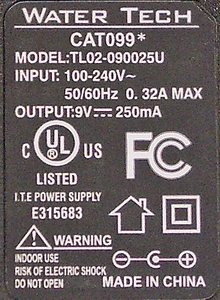 WATER TECH
CAT099*
MODEL:TL02-090025U
INPUT: 100-240V~
50/60Hz 0.32A MAX
OUTPUT:9V⎓ 250mA
C UL US
LISTED
FC
I.T.E POWER SUPPLY
E315683
WARNING
INDOOR USE
RISK OF ELECTRIC SHOCK
DO NOT OPEN
MADE IN CHINA